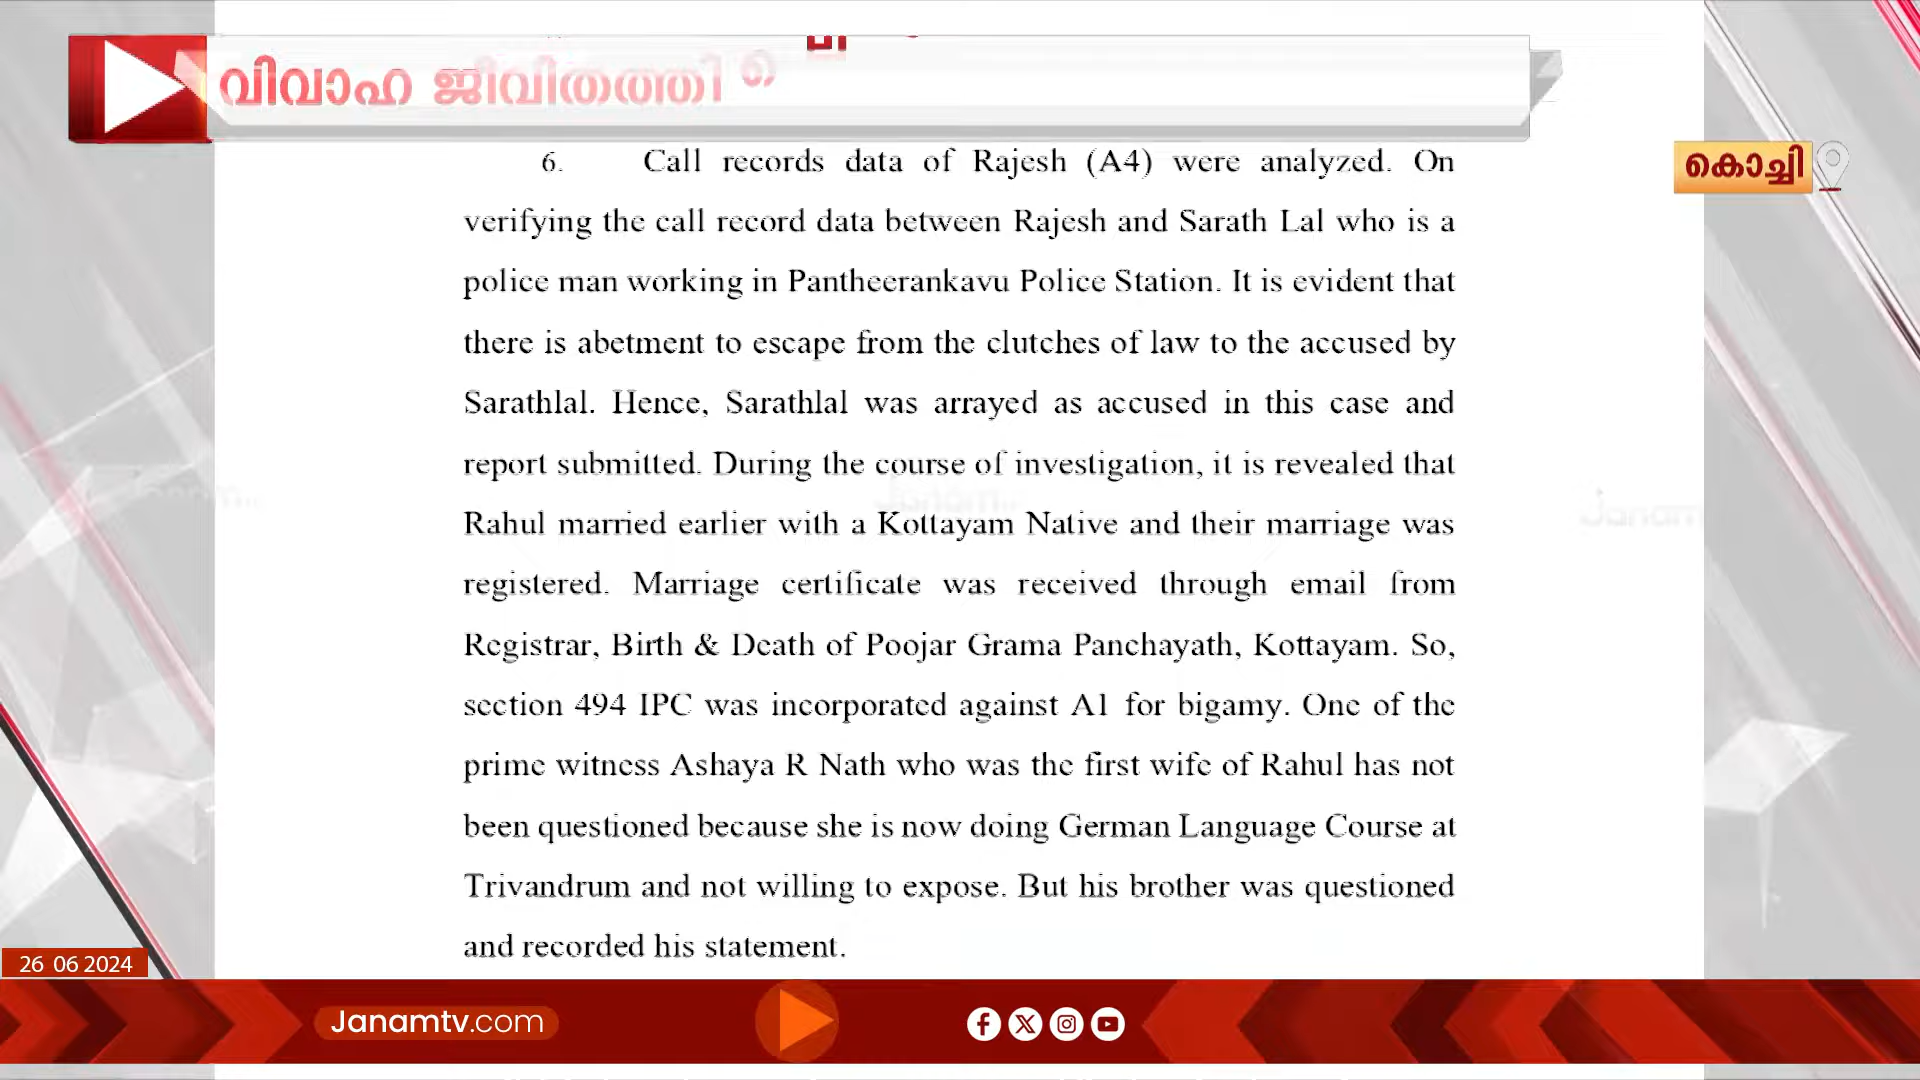 വിവാഹ ജീവിതത്തി
കൊച്ചി
6. Call records data of Rajesh (A4) were analyzed. On
verifying the call record data between Rajesh and Sarath Lal who is a
police man working in Pantheerankavu Police Station. It is evident that
there is abetment to escape from the clutches of law to the accused by
Sarathlal. Hence, Sarathlal was arrayed as accused in this case and
report submitted. During the course of investigation, it is revealed that
Rahul married earlier with a Kottayam Native and their marriage was
registered. Marriage certificate was received through email from
Registrar, Birth & Death of Poojar Grama Panchayath, Kottayam. So,
section 494 IPC was incorporated against A1 for bigamy. One of the
prime witness Ashaya R Nath who was the first wife of Rahul has not
been questioned because she is now doing German Language Course at
Trivandrum and not willing to expose. But his brother was questioned
and recorded his statement.
26 06 2024
Janamtv.com